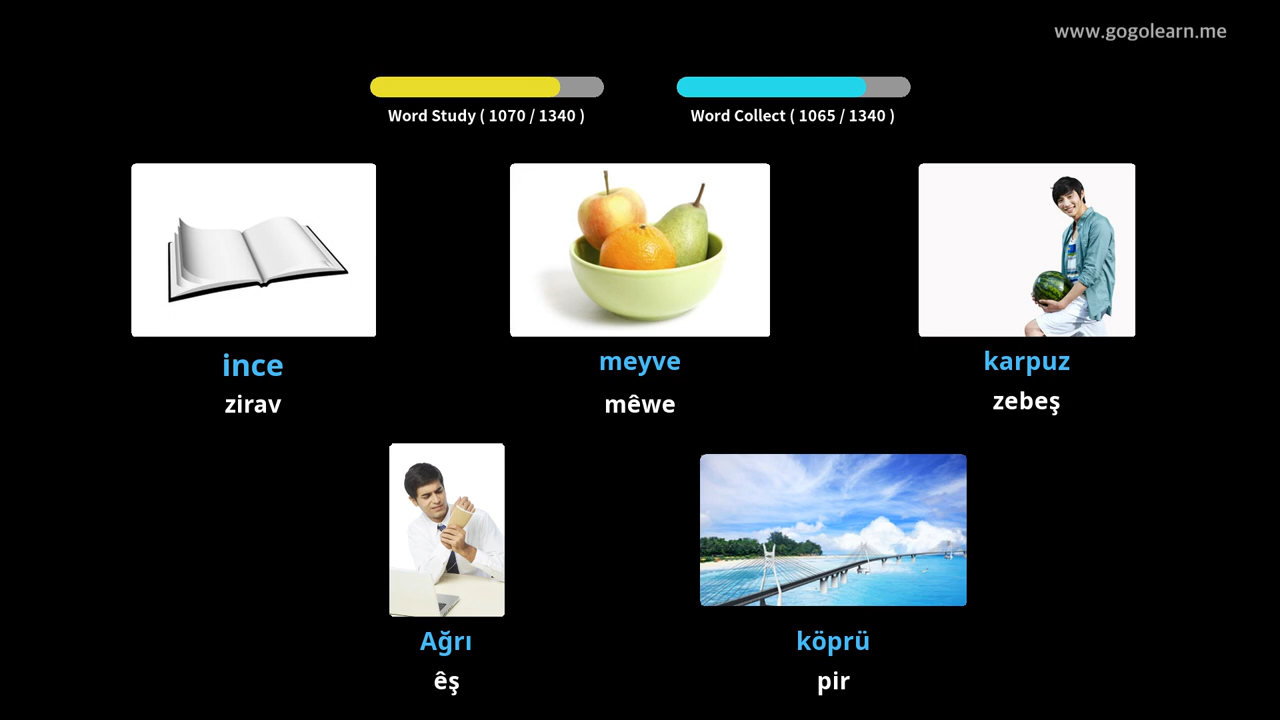 www.gogolearn.me
Word Study ( 1070 / 1340 )
Word Collect ( 1065 / 1340 )
ince
zirav
meyve
mêwe
karpuz
zebeş
Ağrı
êş
köprü
pir